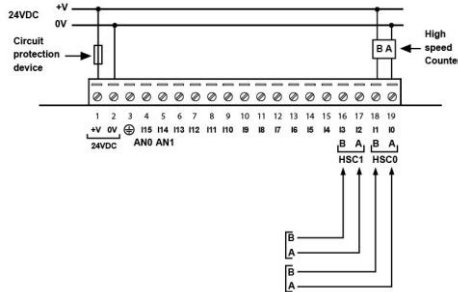 +V
24VDC
0V
Circuit
protection
device
B A
High
speed
Counte
1 2 3 4 5 6 7 8 9 10 11 12 13 14 15 16 17 18 19
+V 0V I15 I14 I13 I12 I11 I10 I9 I8 I7 I6 I5 I4 I3 I2 I1 I0
24VDC AN0 AN1 B A B A
HSC1 HSC0
B
A
B
A